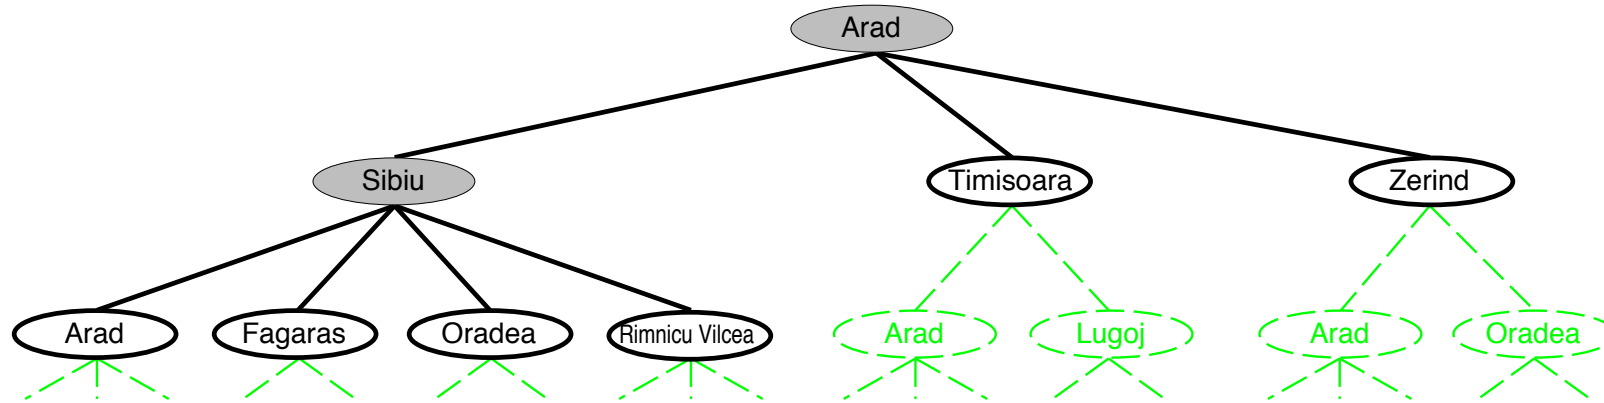 Arad
Sibiu
Timisoara
Zerind
Arad
Fagaras
Oradea
Rimnicu Vilcea
Arad
Lugoj
Arad
Oradea